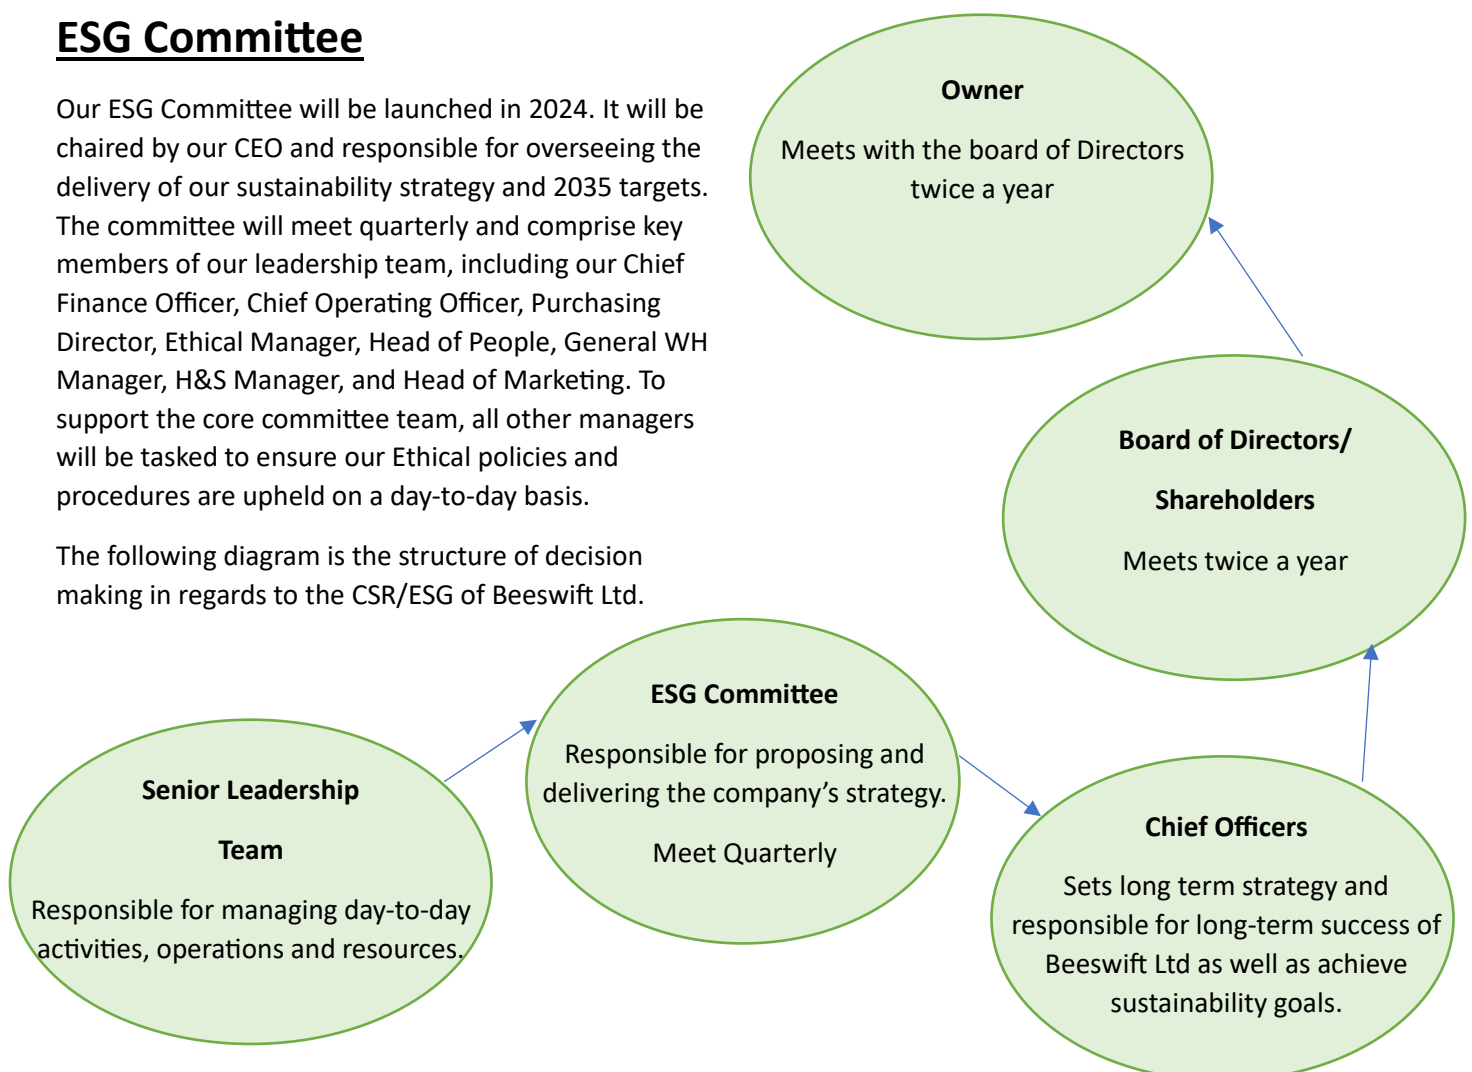 ESG Committee
Our ESG Committee will be launched in 2024. It will be
chaired by our CEO and responsible for overseeing the
delivery of our sustainability strategy and 2035 targets.
The committee will meet quarterly and comprise key
members of our leadership team, including our Chief
Finance Officer, Chief Operating Officer, Purchasing
Director, Ethical Manager, Head of People, General WH
Manager, H&S Manager, and Head of Marketing. To
support the core committee team, all other managers
will be tasked to ensure our Ethical policies and
procedures are upheld on a day-to-day basis.
The following diagram is the structure of decision
making in regards to the CSR/ESG of Beeswift Ltd.
Owner
Meets with the board of Directors
twice a year
Board of Directors/
Shareholders
Meets twice a year
ESG Committee
Responsible for proposing and
delivering the company’s strategy.
Meet Quarterly
Senior Leadership
Team
Responsible for managing day-to-day
activities, operations and resources.
Chief Officers
Sets long term strategy and
responsible for long-term success of
Beeswift Ltd as well as achieve
sustainability goals.